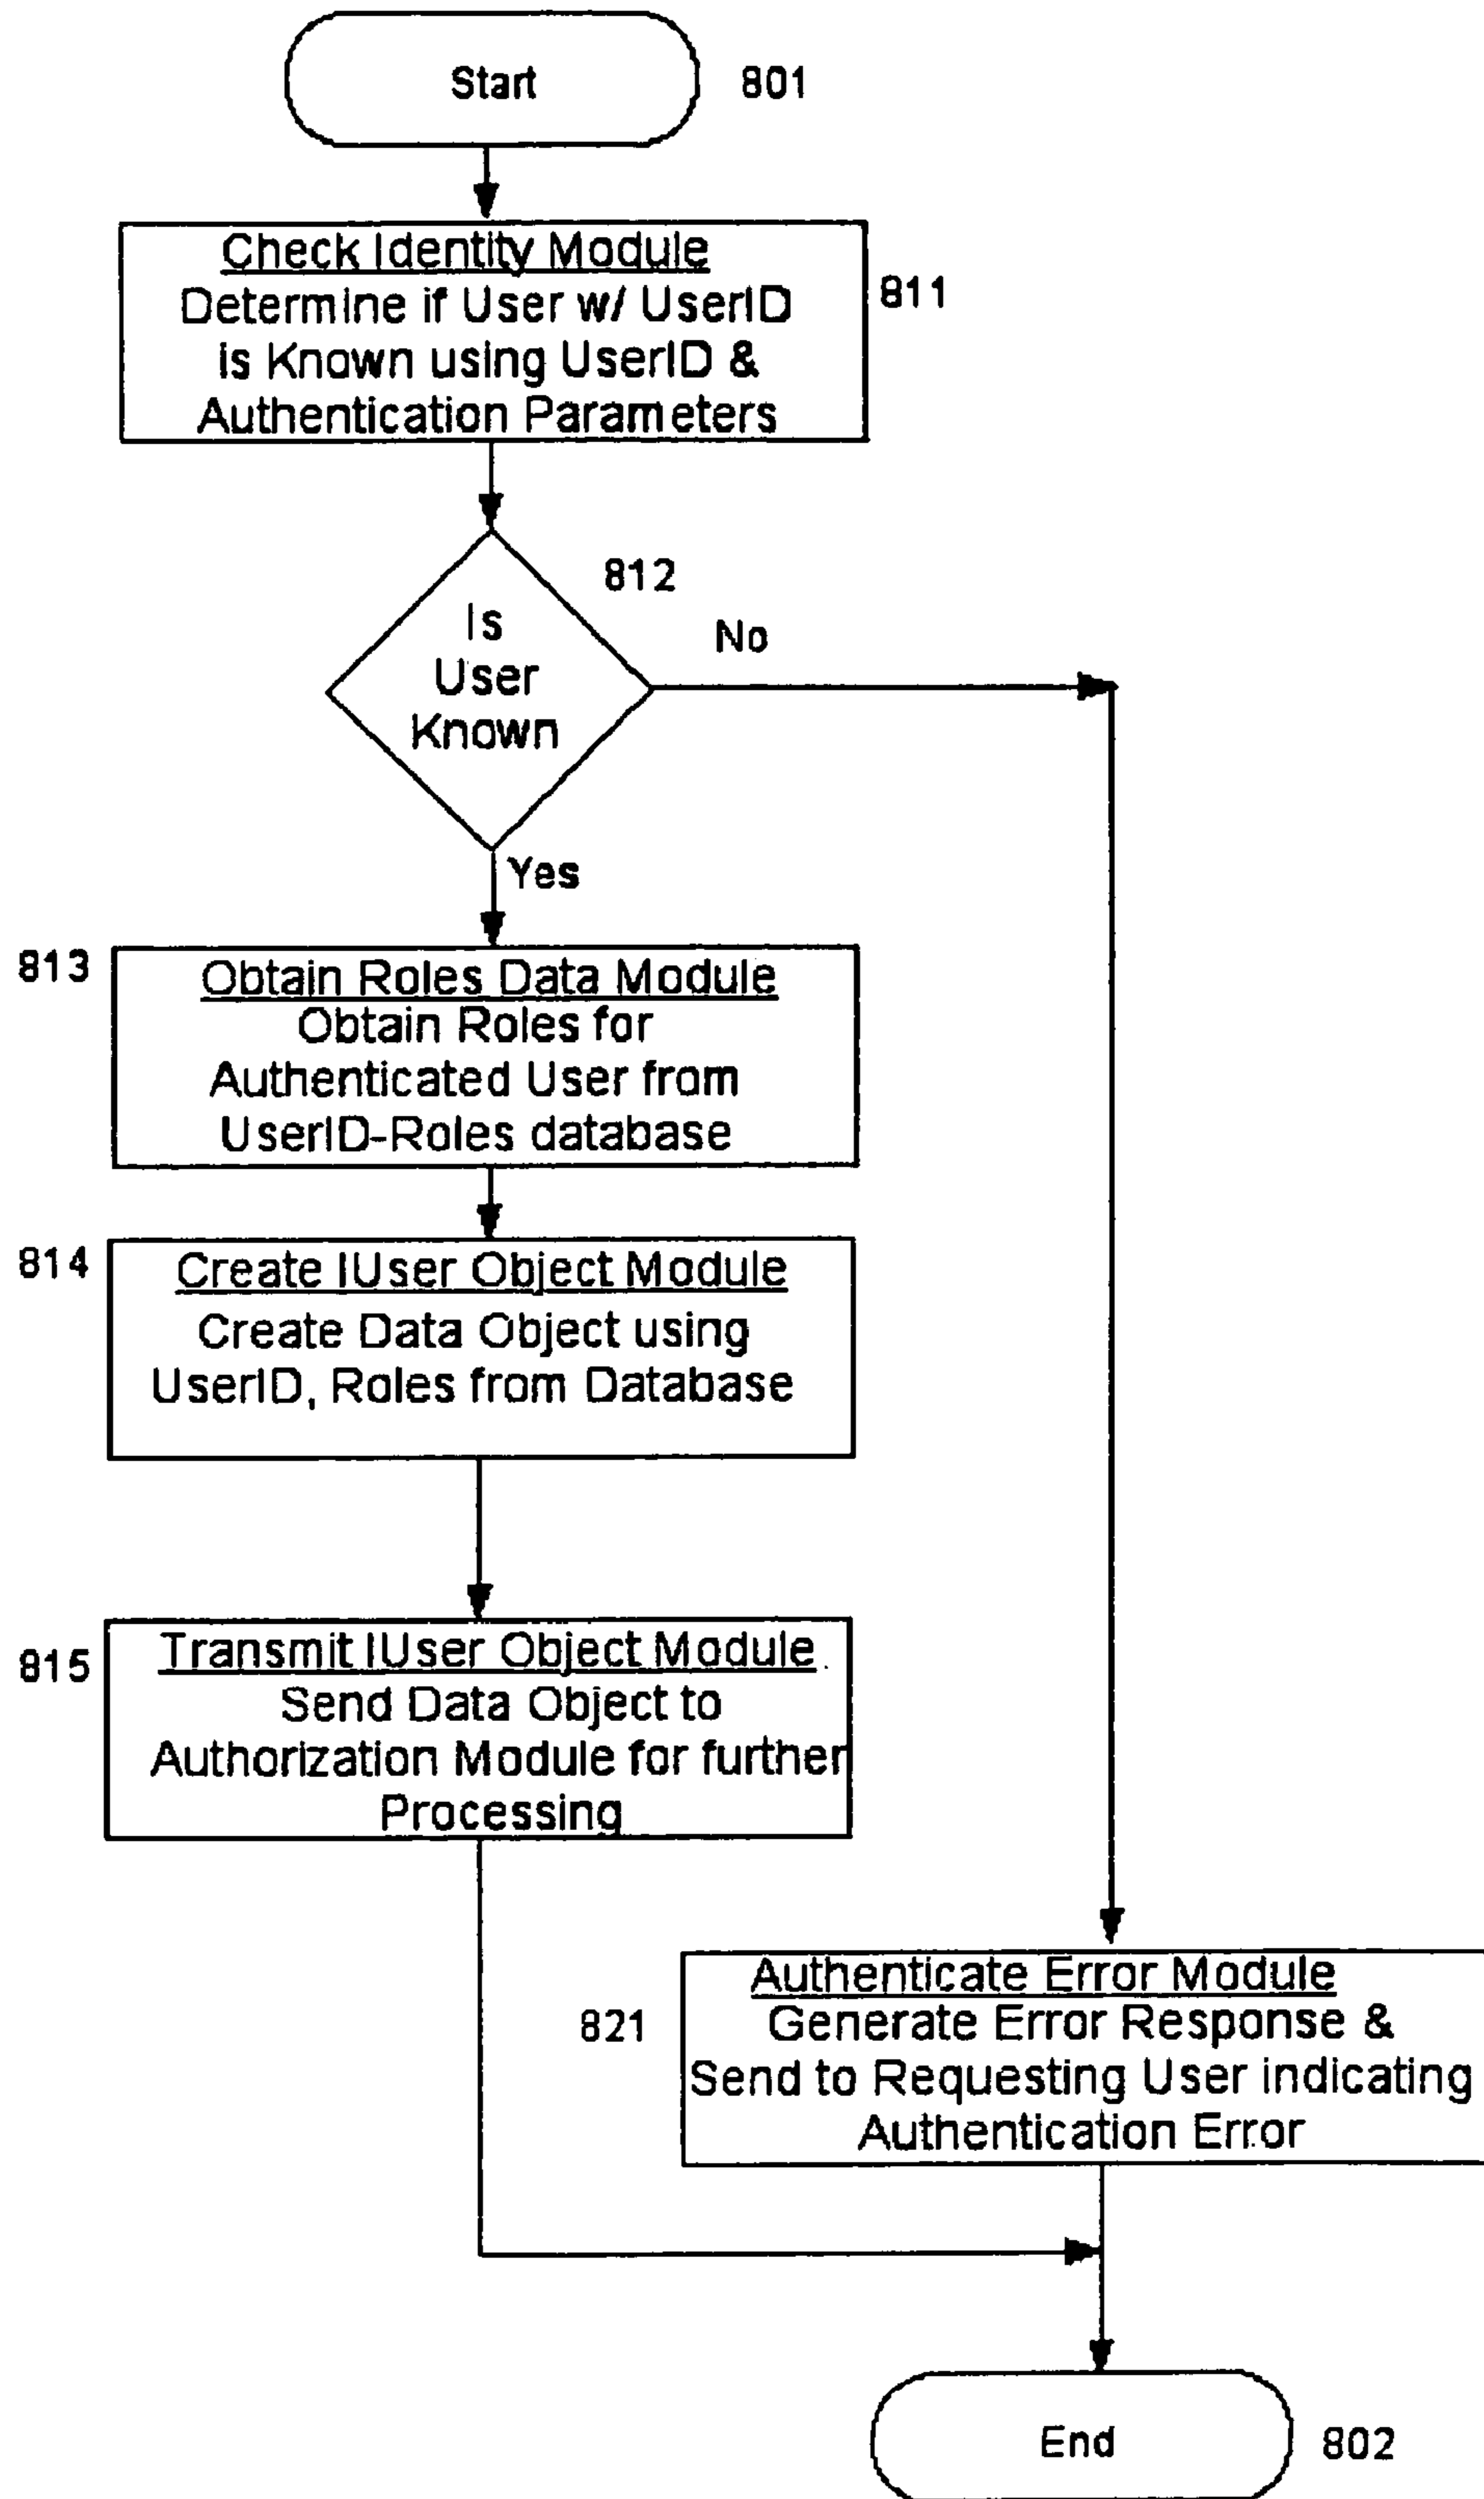 Start
801
Check Identity Module
Determine if User w/ UserID
is Known using UserID &
Authentication Parameters
811
812
Is
User
Known
No
Yes
813
Obtain Roles Data Module
Obtain Roles for
Authenticated User from
UserID-Roles database
814
Create IUser Object Module
Create Data Object using
UserID, Roles from Database
815
Transmit IUser Object Module
Send Data Object to
Authorization Module for further
Processing
821
Authenticate Error Module
Generate Error Response &
Send to Requesting User indicating
Authentication Error
End
802